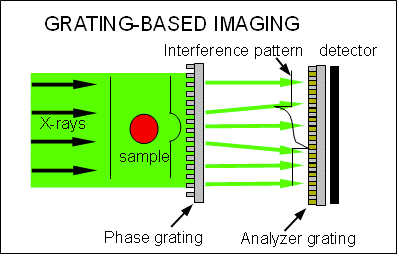 GRATING-BASED IMAGING
Interference pattern
detector
X-rays
sample
Phase grating
Analyzer grating